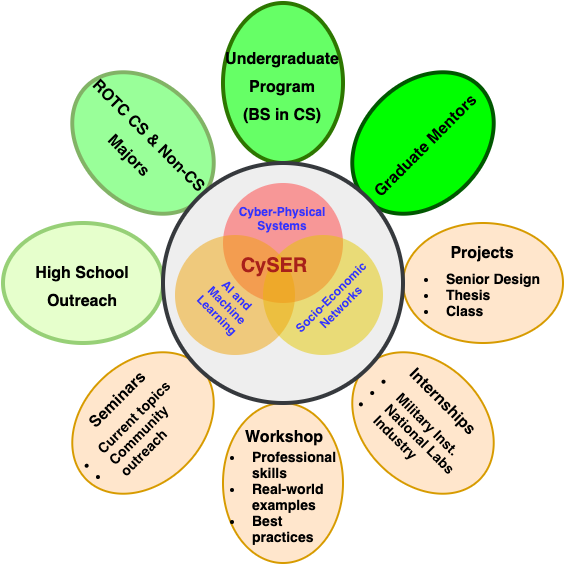 Undergraduate
Program
(BS in CS)
Graduate Mentors
Projects
• Senior Design
• Thesis
• Class
Internships
• Military Inst.
• National Labs
• Industry
Workshop
• Professional
skills
• Real-world
examples
• Best
practices
Seminars
• Current topics
• Community
outreach
High School
Outreach
ROTC CS & Non-CS
Majors
Cyber-Physical
Systems
CySER
AI and
Machine
Learning
Socio-Economic
Networks